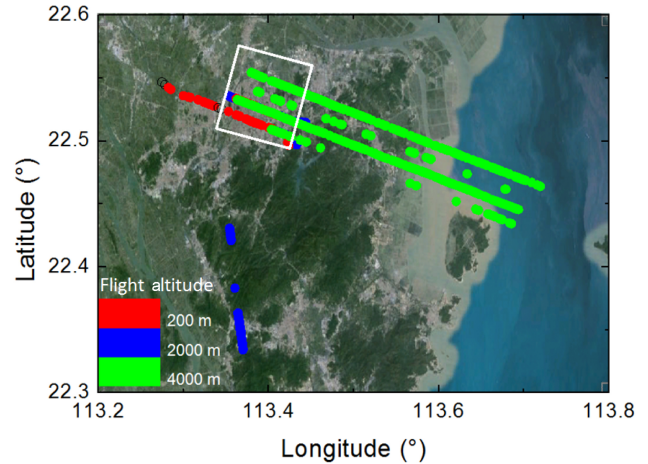 22.6
22.5
22.4
22.3
Latitude (°)
Flight altitude
200 m
2000 m
4000 m
113.2
113.4
113.6
113.8
Longitude (°)